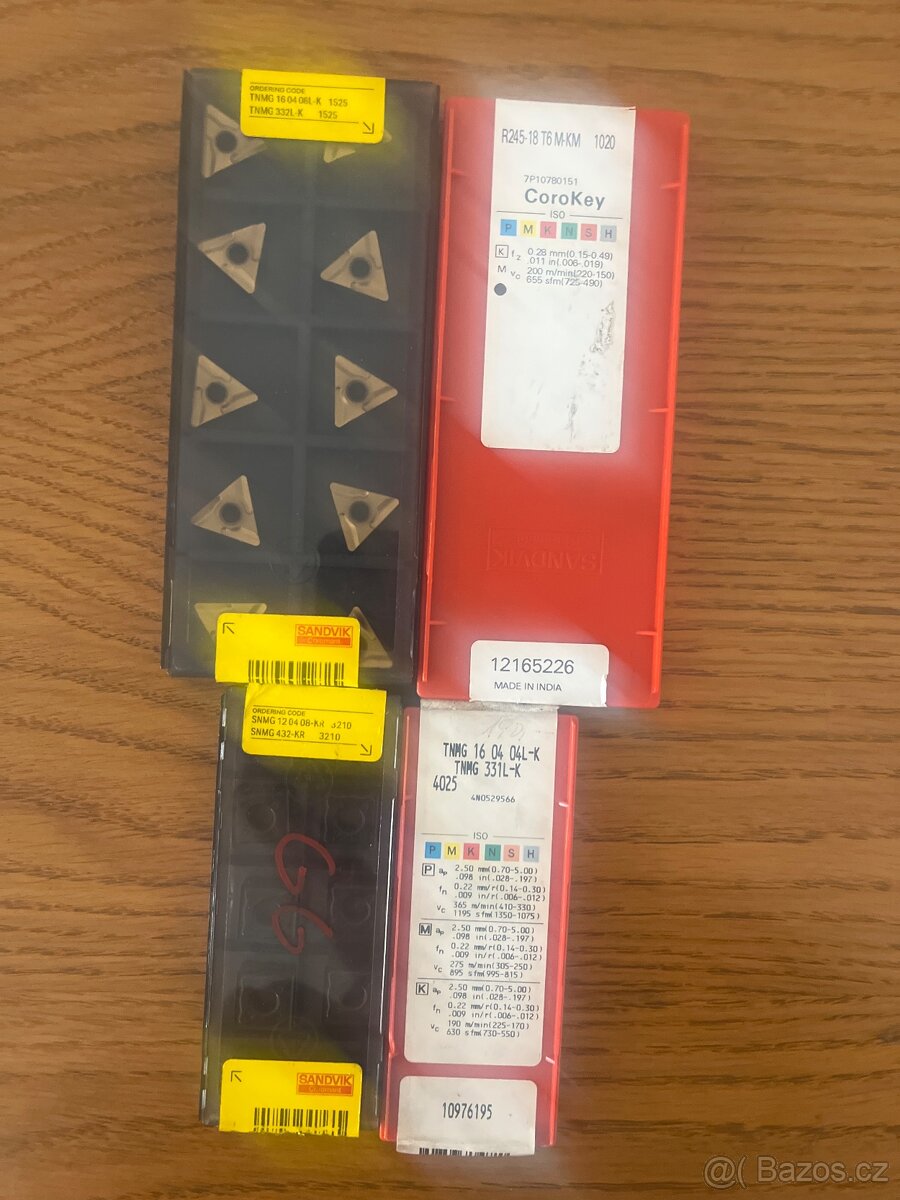 ORDERING CODE
TNMG 16 04 08L-K 1525
TNMG 332L-K 1525
SANDVIK
Coromant
R245-18 T6 M-KM 1020
7P10780151
CoroKey
ISO
P M K N S H
K fz 0.28 mm(0.15-0.49)
.011 in(.006-.019)
M vc 200 m/min(220-150)
655 sfm(725-490)
SANDVIK
12165226
MADE IN INDIA
ORDERING CODE
SNMG 12 04 08-KR 3210
SNMG 432-KR 3210
GG
SANDVIK
Coromant
190,-
TNMG 16 04 04L-K
TNMG 331L-K
4025
4N0529566
ISO
P M K N S H
P ap 2.50 mm(0.70-5.00)
.098 in(.028-.197)
fn 0.22 mm/r(0.14-0.30)
.009 in/r(.006-.012)
vc 365 m/min(410-330)
1195 sfm(1350-1075)
M ap 2.50 mm(0.70-5.00)
.098 in(.028-.197)
fn 0.22 mm/r(0.14-0.30)
.009 in/r(.006-.012)
vc 275 m/min(305-250)
895 sfm(995-815)
K ap 2.50 mm(0.70-5.00)
.098 in(.028-.197)
fn 0.22 mm/r(0.14-0.30)
.009 in/r(.006-.012)
vc 190 m/min(225-170)
630 sfm(730-550)
10976195
@( Bazos.cz